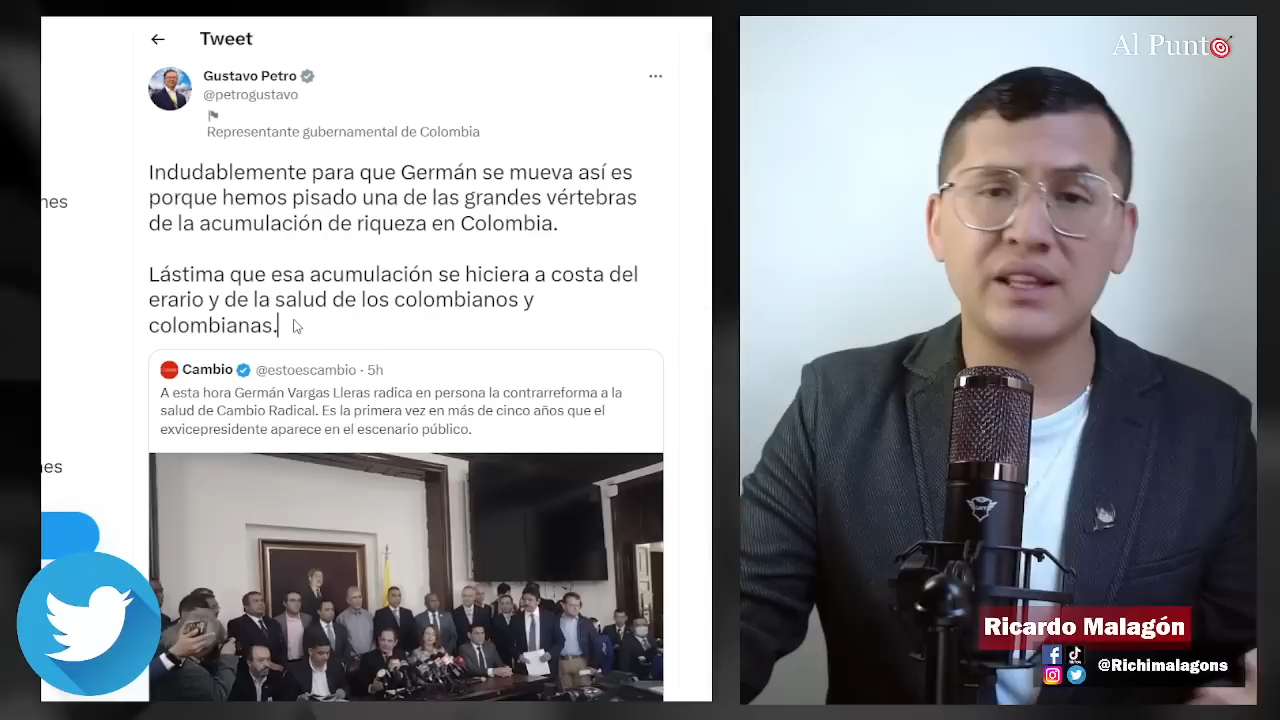 Tweet
Gustavo Petro
@petrogustavo
Representante gubernamental de Colombia
Indudablemente para que Germán se mueva así es
porque hemos pisado una de las grandes vértebras
de la acumulación de riqueza en Colombia.
Lástima que esa acumulación se hiciera a costa del
erario y de la salud de los colombianos y
colombianas.
Cambio @estoescambio · 5h
A esta hora Germán Vargas Lleras radica en persona la contrarreforma a la
salud de Cambio Radical. Es la primera vez en más de cinco años que el
exvicepresidente aparece en el escenario público.
nes
nes
Al Punto
Ricardo Malagón
@Richimalagons